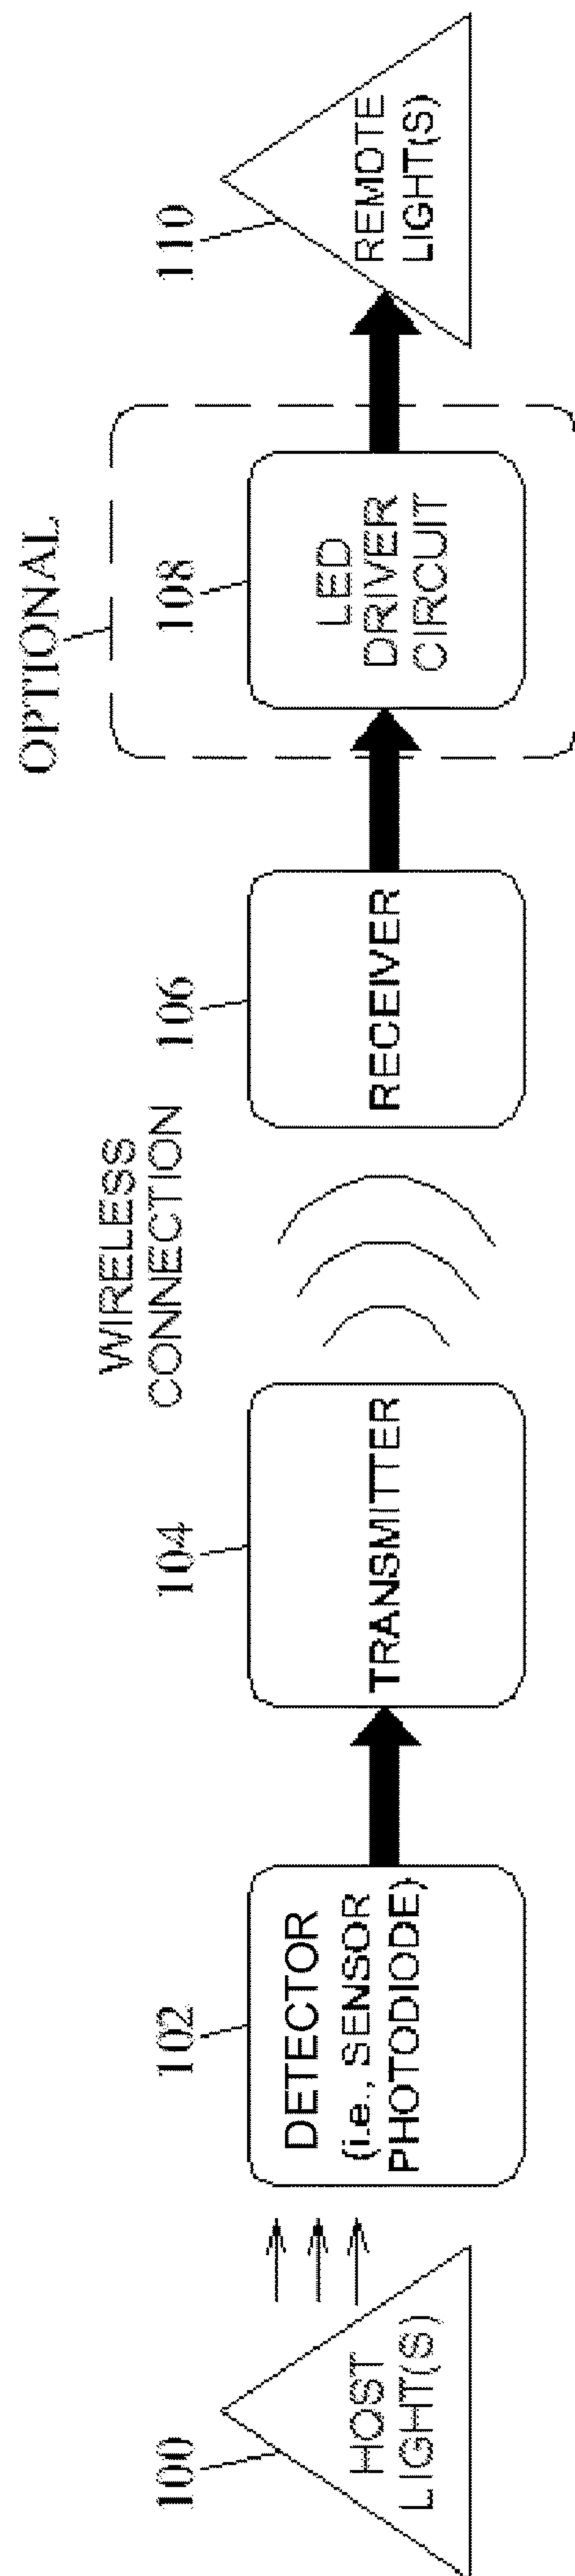 100
HOST
LIGHT(S)
102
DETECTOR
(i.e., SENSOR
PHOTODIODE)
104
TRANSMITTER
WIRELESS
CONNECTION
106
RECEIVER
OPTIONAL
108
LED
DRIVER
CIRCUIT
110
REMOTE
LIGHT(S)